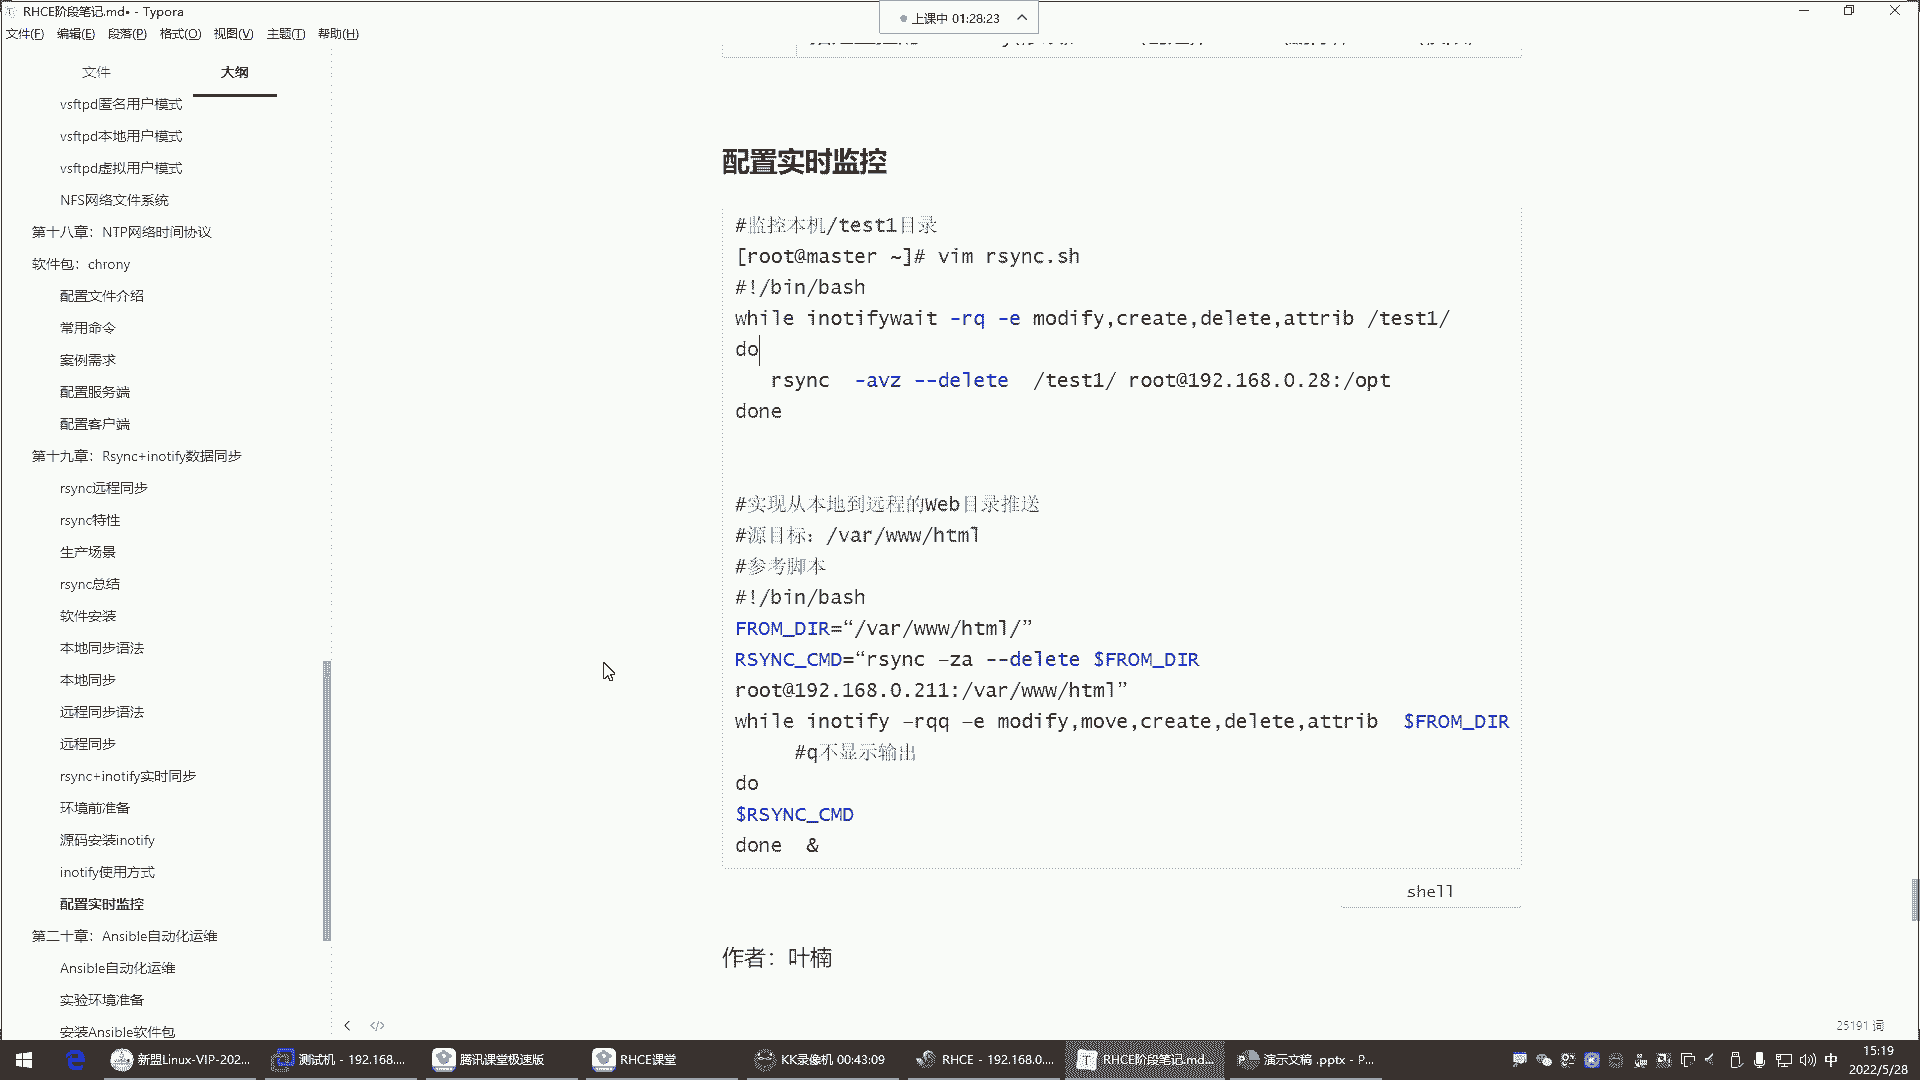 RHCE阶段笔记.md• - Typora
上课中 01:28:23
文件(F) 编辑(E) 段落(P) 格式(O) 视图(V) 主题(T) 帮助(H)
文件 大纲
vsftpd匿名用户模式
vsftpd本地用户模式
vsftpd虚拟用户模式
NFS网络文件系统
第十八章：NTP网络时间协议
软件包：chrony
配置文件介绍
常用命令
案例需求
配置服务端
配置客户端
第十九章：Rsync+inotify数据同步
rsync远程同步
rsync特性
生产场景
rsync总结
软件安装
本地同步语法
本地同步
远程同步语法
远程同步
rsync+inotify实时同步
环境前准备
源码安装inotify
inotify使用方式
配置实时监控
第二十章：Ansible自动化运维
Ansible自动化运维
实验环境准备
安装Ansible软件包
配置实时监控
#监控本机/test1目录
[root@master ~]# vim rsync.sh
#!/bin/bash
while inotifywait -rq -e modify,create,delete,attrib /test1/
do
rsync -avz --delete /test1/ root@192.168.0.28:/opt
done
#实现从本地到远程的Web目录推送
#源目标：/var/www/html
#参考脚本
#!/bin/bash
FROM_DIR=“/var/www/html/”
RSYNC_CMD=“rsync –za --delete $FROM_DIR
root@192.168.0.211:/var/www/html”
while inotify –rqq –e modify,move,create,delete,attrib $FROM_DIR
#q不显示输出
do
$RSYNC_CMD
done &
shell
作者：叶楠
25191 词
新盟Linux-VIP-202...
测试机 - 192.168....
腾讯课堂极速版
RHCE课堂
KK录像机 00:43:09
RHCE - 192.168.0....
RHCE阶段笔记.md...
演示文稿 .pptx - P...
中
15:19
2022/5/28